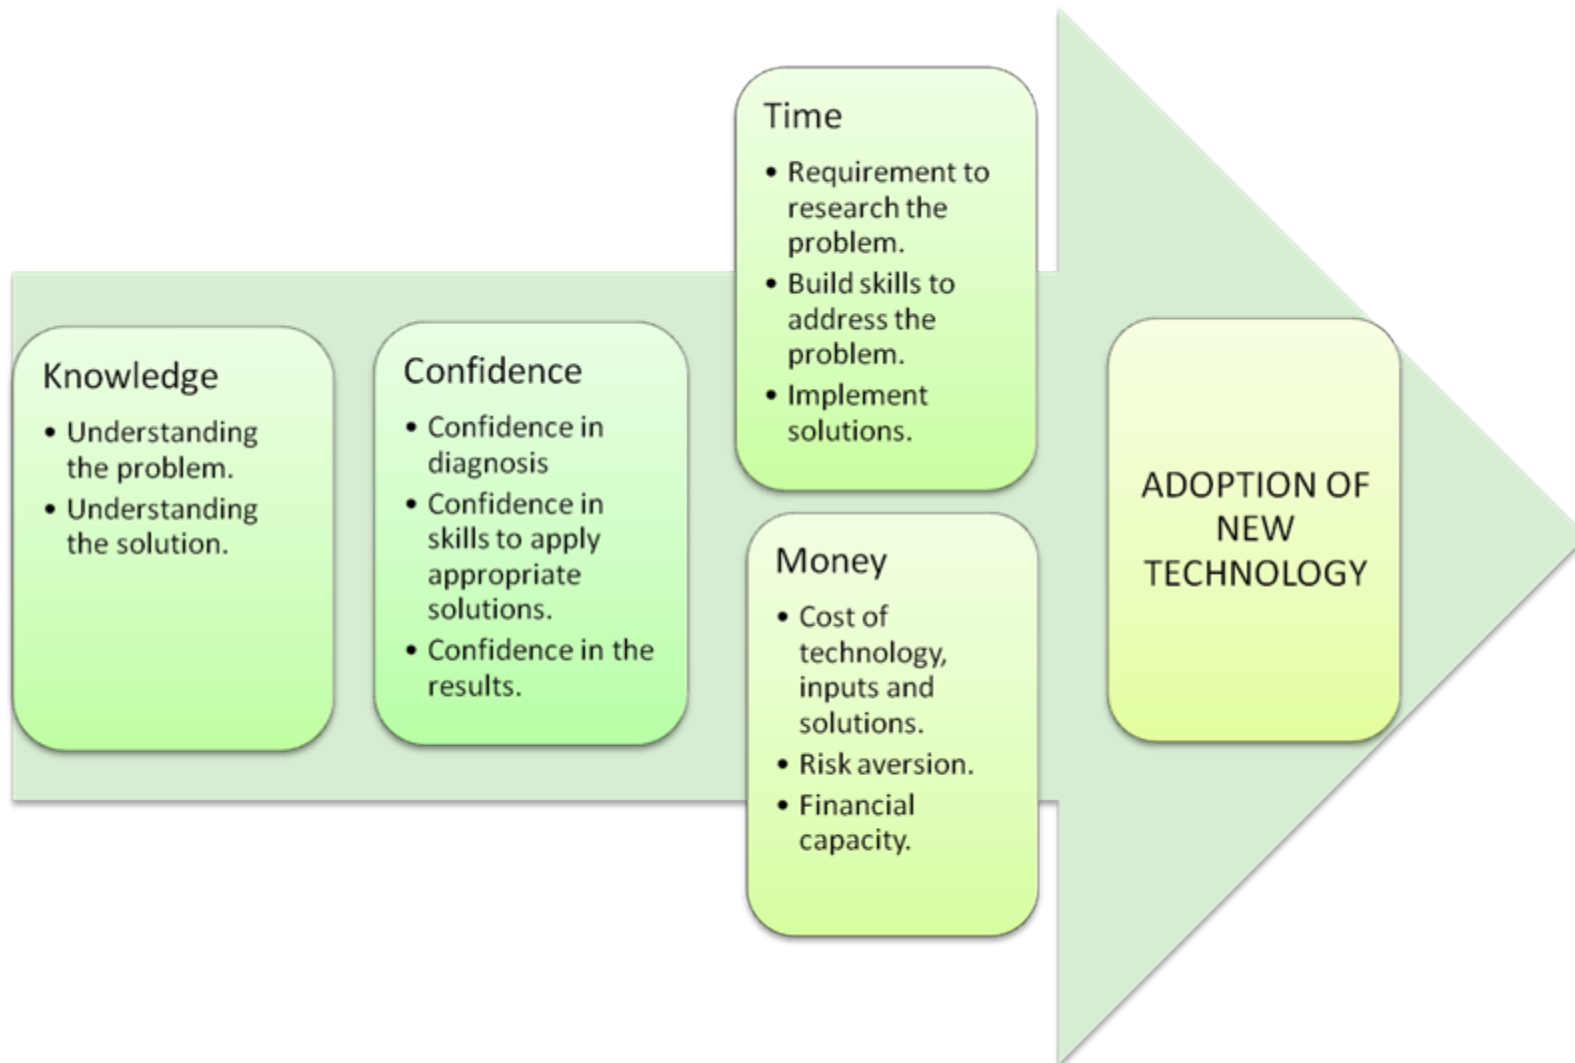 Knowledge
• Understanding
the problem.
• Understanding
the solution.
Confidence
• Confidence in
diagnosis
• Confidence in
skills to apply
appropriate
solutions.
• Confidence in the
results.
Time
• Requirement to
research the
problem.
• Build skills to
address the
problem.
• Implement
solutions.
Money
• Cost of
technology,
inputs and
solutions.
• Risk aversion.
• Financial
capacity.
ADOPTION OF
NEW
TECHNOLOGY